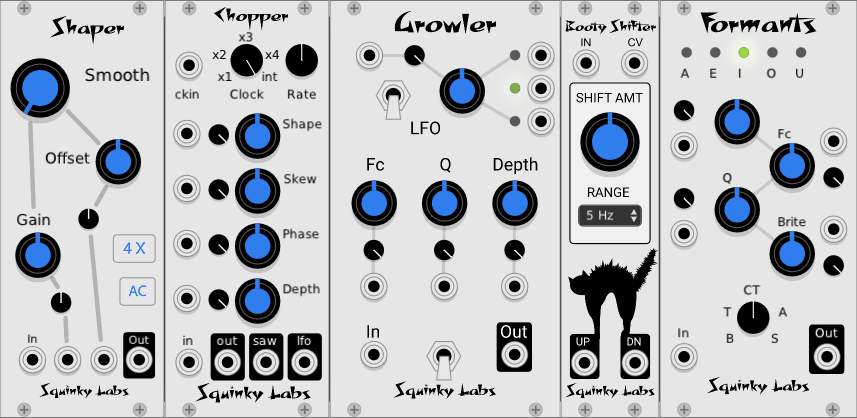 Shaper
Smooth
Offset
Gain
4 X
AC
In
Out
Squinky Labs
Chopper
x3
x2 x4
x1 int
ckin Clock Rate
Shape
Skew
Phase
Depth
in out saw lfo
Squinky Labs
Growler
LFO
Fc Q Depth
In Out
Squinky Labs
Booty Shifter
IN CV
SHIFT AMT
RANGE
5 Hz
UP DN
Squinky Labs
Formants
A E I O U
Fc
Q
Brite
CT
T A
B S
In Out
Squinky Labs